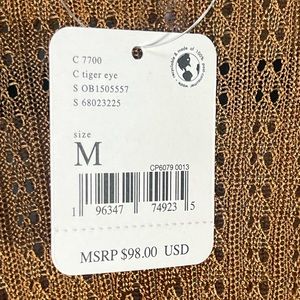 C 7700
C tiger eye
S OB1505557
S 68023225
size
M
CP6079 0013
1 96347 74923 5
MSRP $98.00 USD